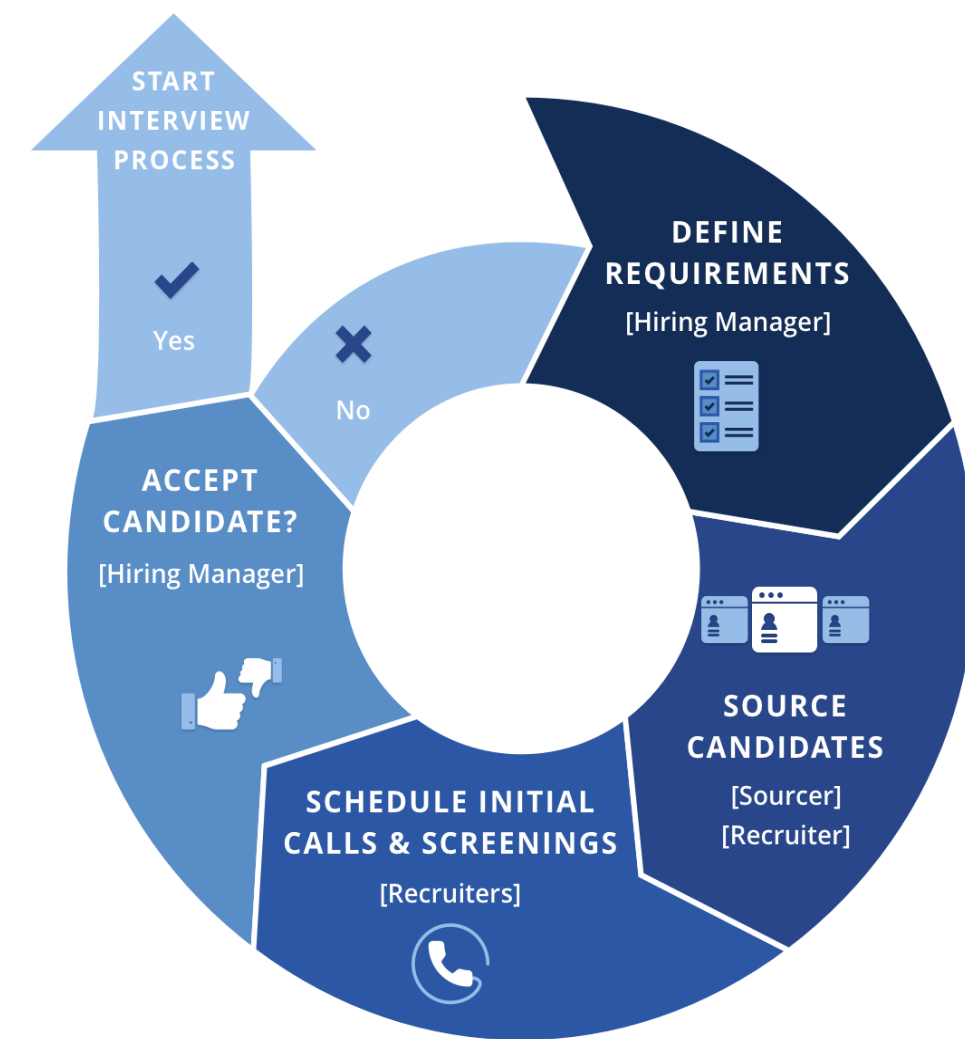 START
INTERVIEW
PROCESS
Yes
No
DEFINE
REQUIREMENTS
[Hiring Manager]
SOURCE
CANDIDATES
[Sourcer]
[Recruiter]
SCHEDULE INITIAL
CALLS & SCREENINGS
[Recruiters]
ACCEPT
CANDIDATE?
[Hiring Manager]